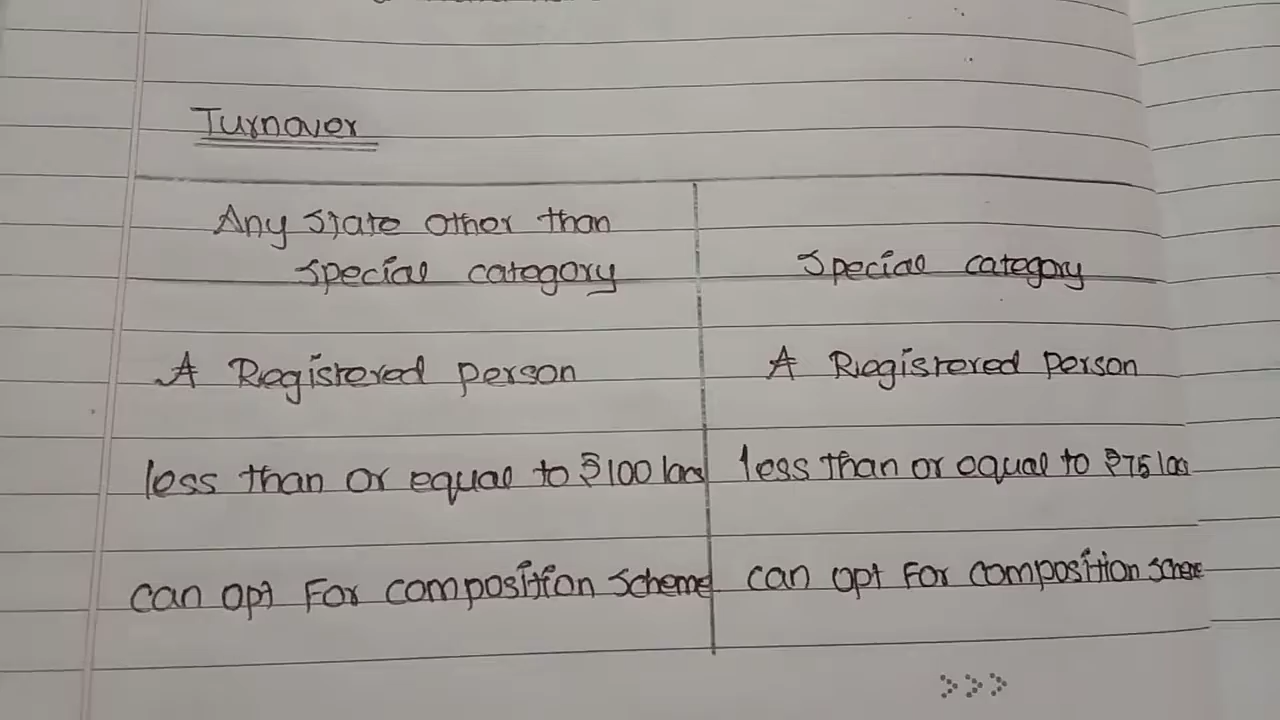 Turnover
Any state other than
special category
Special category
A Registered person
A Registered person
less than or equal to ₹100 lacs
less than or equal to ₹75 lacs
can opt For composition Scheme
can opt For composition scheme